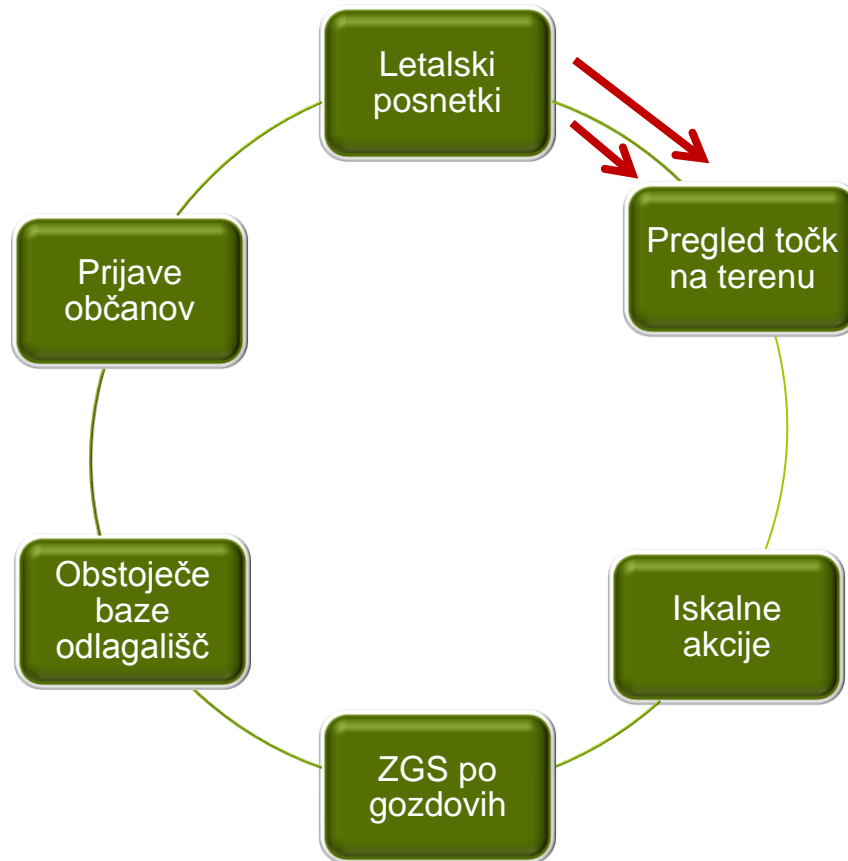 Letalski
posnetki
Pregled točk
na terenu
Iskalne
akcije
ZGS po
gozdovih
Obstoječe
baze
odlagališč
Prijave
občanov